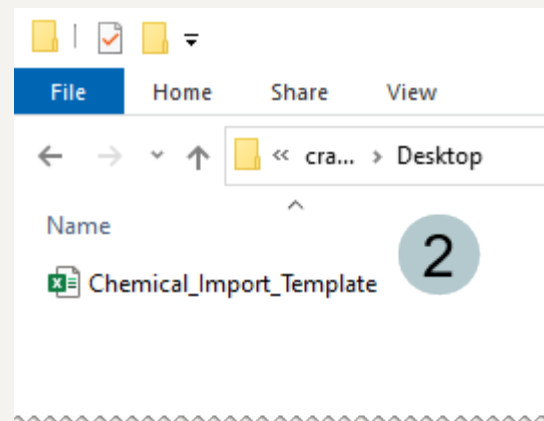 File Home Share View
« cra... > Desktop
Name
Chemical_Import_Template
2